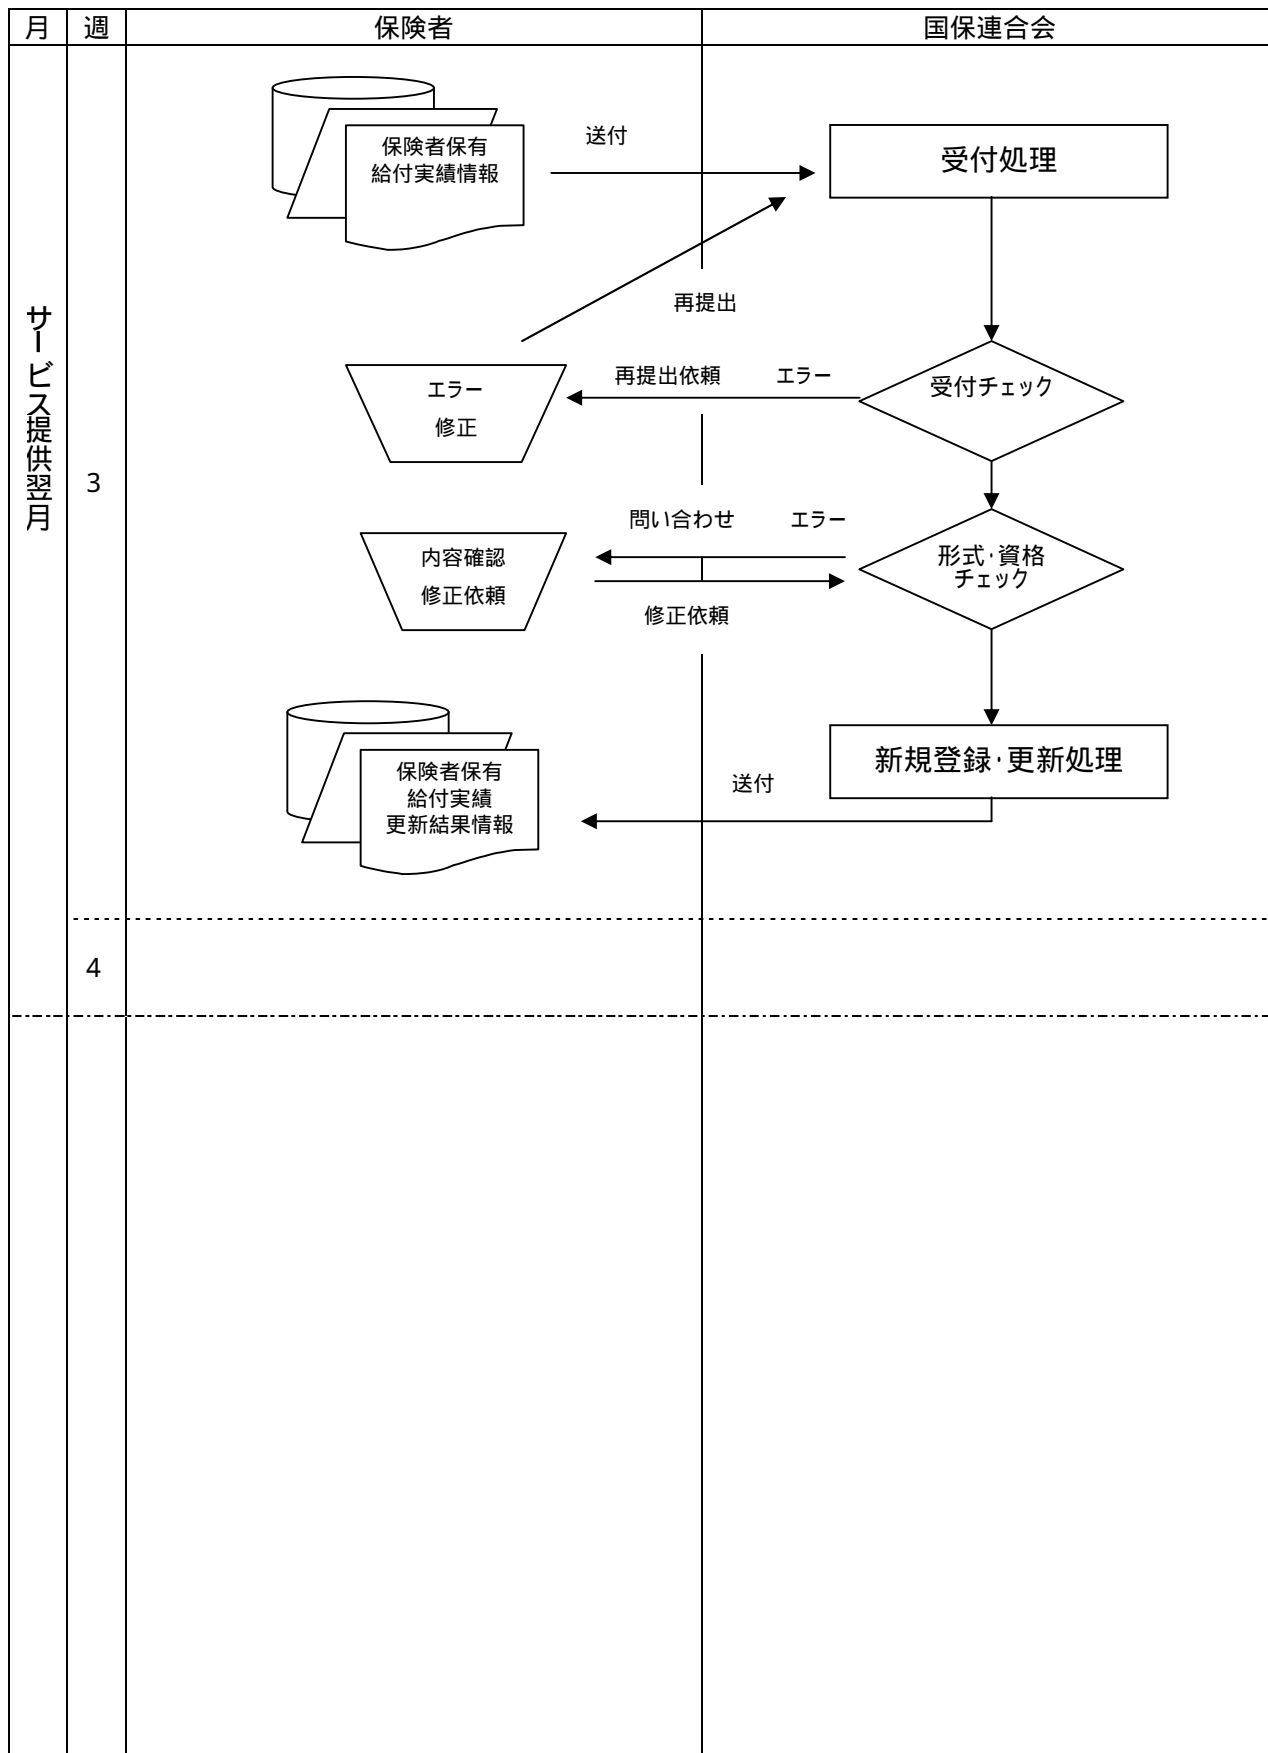 月 週 保険者 国保連合会
サービス提供翌月
3
保険者保有
給付実績情報
送付
受付処理
再提出
エラー
修正
再提出依頼 エラー
受付チェック
内容確認
修正依頼
問い合わせ エラー
修正依頼
形式・資格
チェック
保険者保有
給付実績
更新結果情報
送付
新規登録・更新処理
4